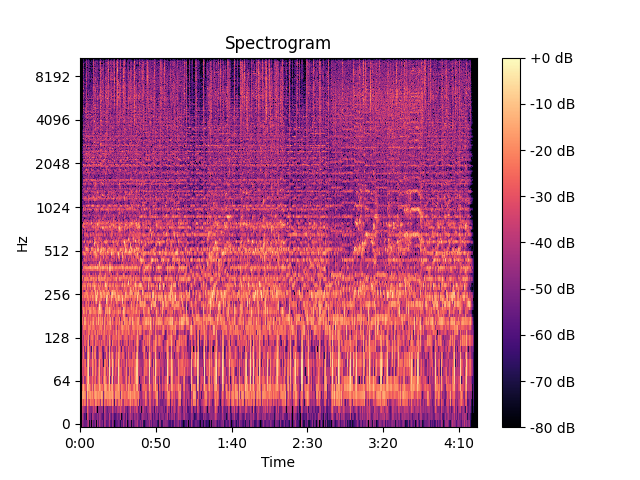 Spectrogram
8192
4096
2048
1024
512
256
128
64
0
Hz
0:00 0:50 1:40 2:30 3:20 4:10
Time
+0 dB
-10 dB
-20 dB
-30 dB
-40 dB
-50 dB
-60 dB
-70 dB
-80 dB